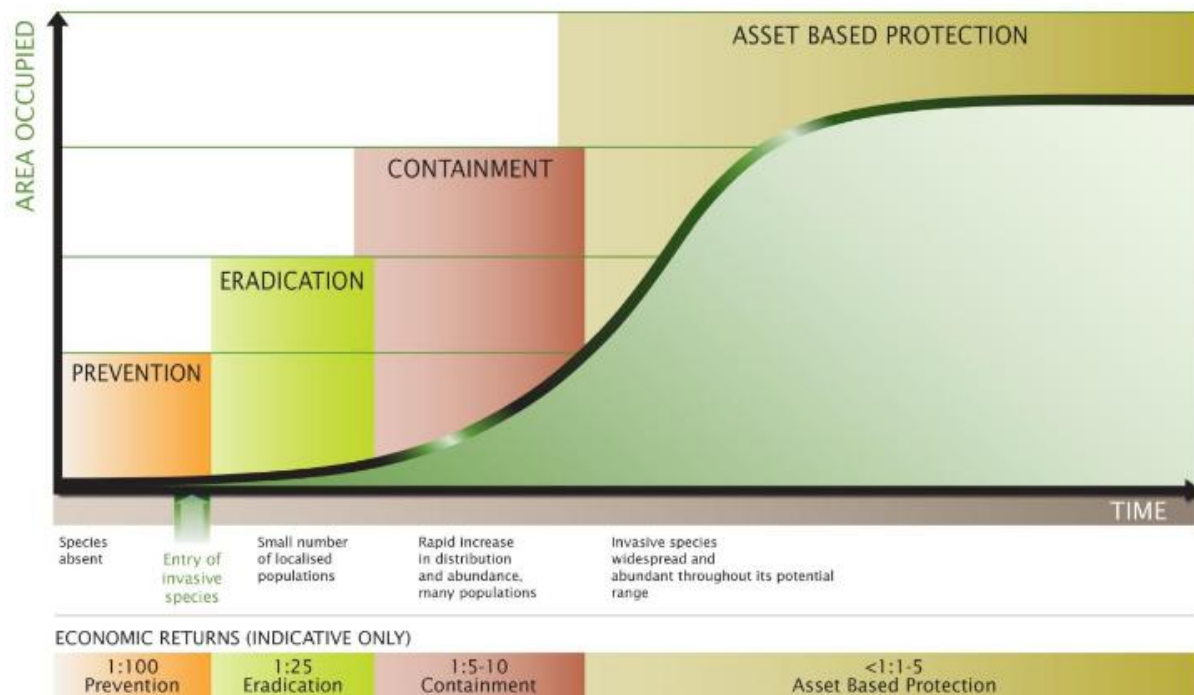 AREA OCCUPIED
ASSET BASED PROTECTION
CONTAINMENT
ERADICATION
PREVENTION
TIME
Species
absent
Entry of
invasive
species
Small number
of localised
populations
Rapid increase
in distribution
and abundance,
many populations
Invasive species
widespread and
abundant throughout its potential
range
ECONOMIC RETURNS (INDICATIVE ONLY)
1:100
Prevention
1:25
Eradication
1:5-10
Containment
<1:1-5
Asset Based Protection